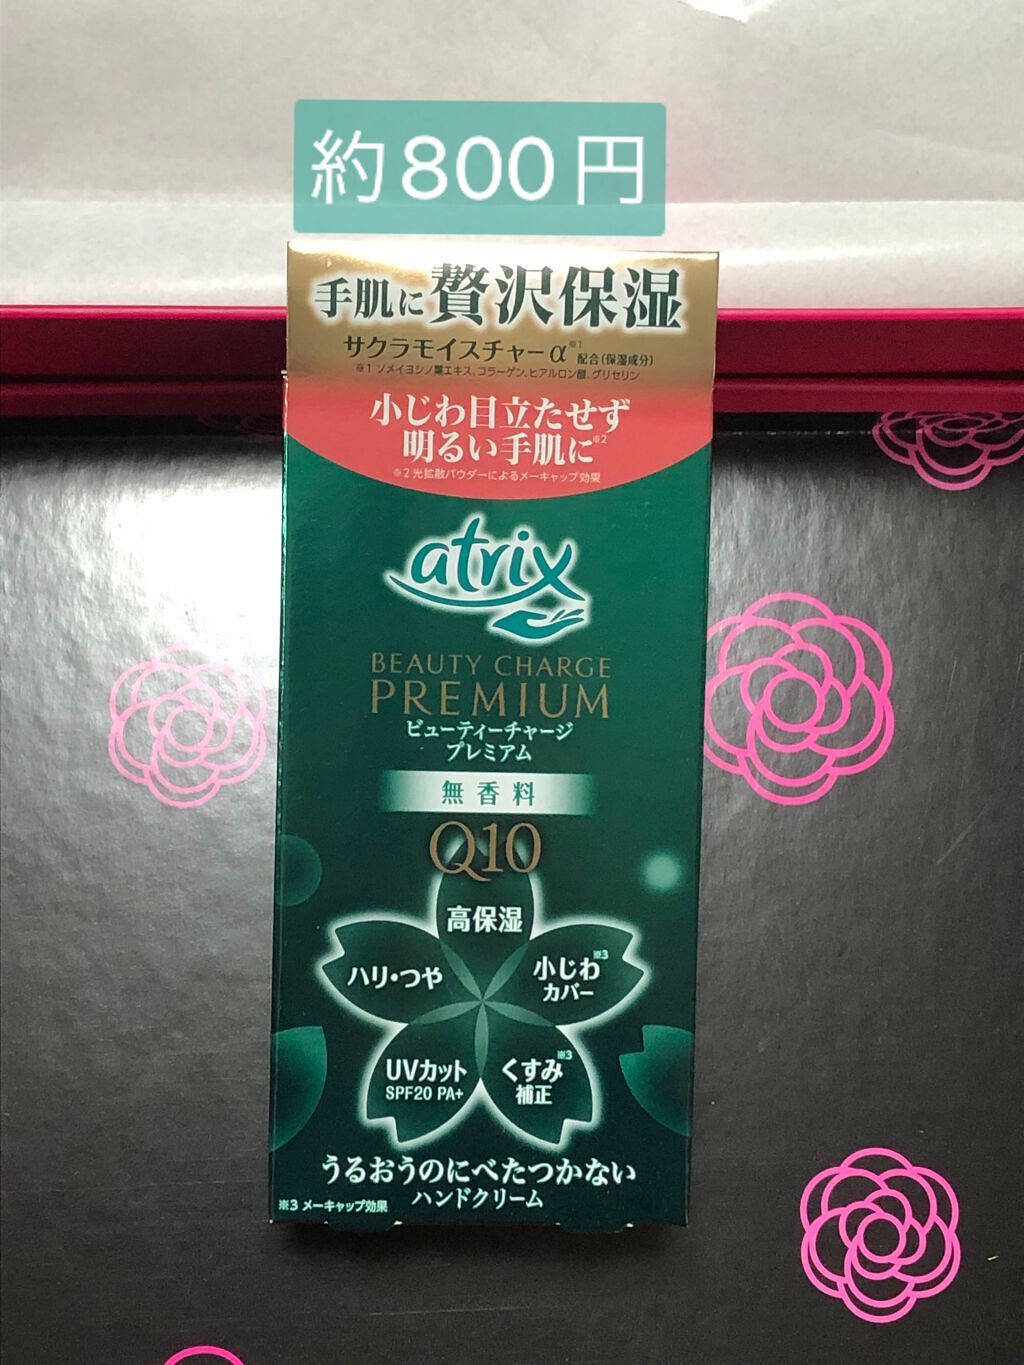 約800円
手肌に贅沢保湿
サクラモイスチャーα※1 配合(保湿成分)
※1 ソメイヨシノ葉エキス、コラーゲン、ヒアルロン酸、グリセリン
小じわ目立たせず
明るい手肌に※2
※2 光拡散パウダーによるメーキャップ効果
atrix
BEAUTY CHARGE
PREMIUM
ビューティーチャージ
プレミアム
無香料
Q10
高保湿
ハリ・つや
小じわ※3
カバー
UVカット
SPF20 PA+
くすみ※3
補正
うるおうのにべたつかない
ハンドクリーム
※3 メーキャップ効果